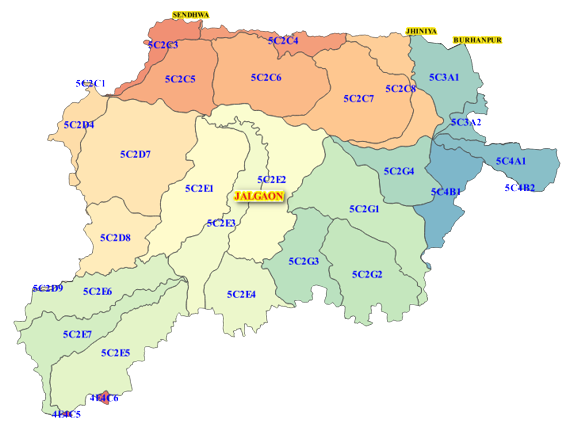 SENDHWA
JHINIYA
BURHANPUR
5C2C3
5C2C4
5C2C5
5C2C6
5C2C1
5C2C7
5C2C8
5C3A1
5C3A2
5C2D4
5C2D7
5C2E1
5C2E2
5C2G4
5C4A1
5C4B1
5C4B2
JALGAON
5C2G1
5C2E3
5C2D8
5C2G3
5C2G2
5C2D9
5C2E6
5C2E4
5C2E7
5C2E5
4E4C6
4E4C5